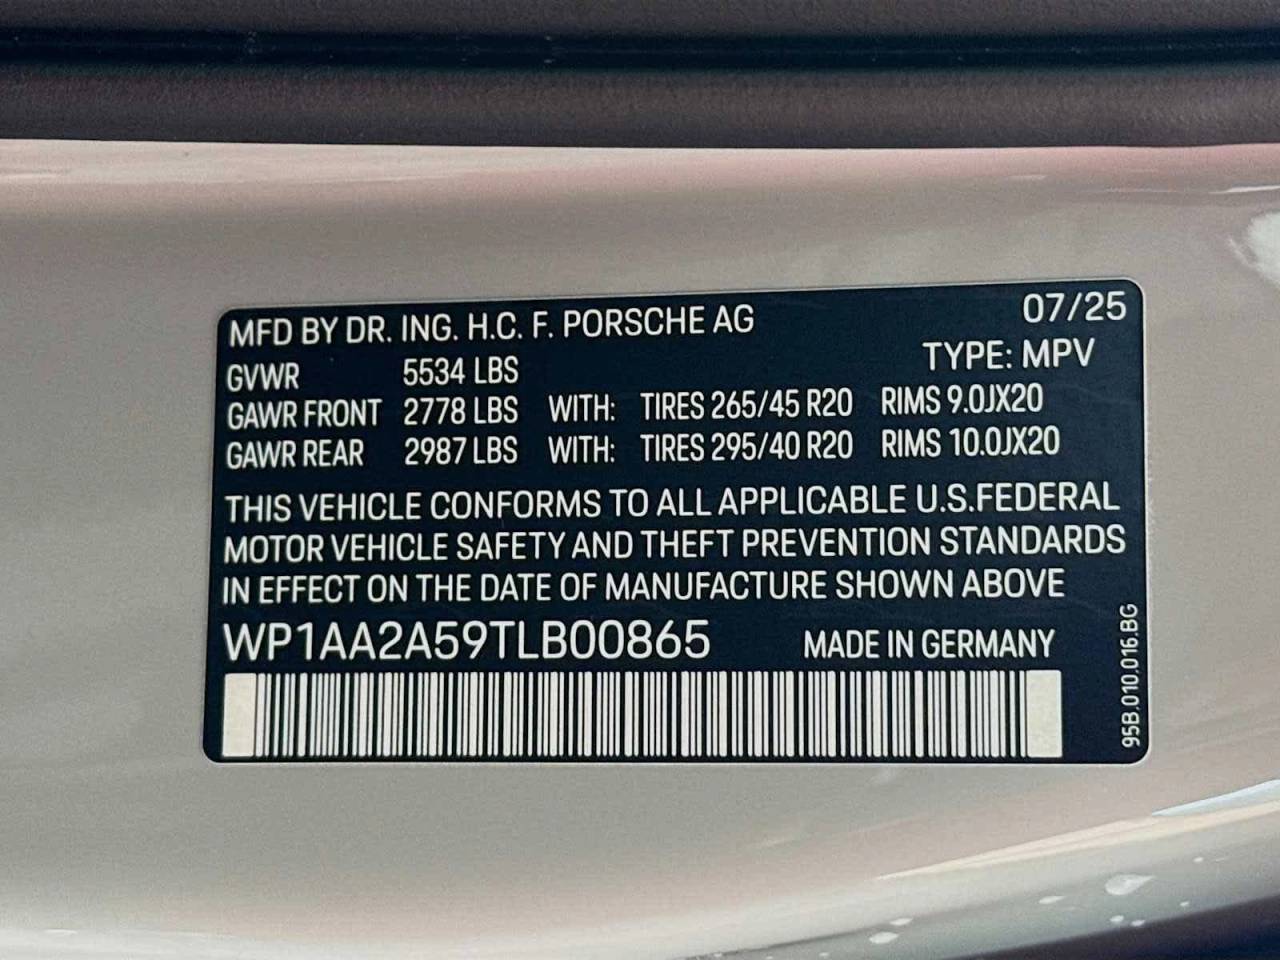 MFD BY DR. ING. H.C. F. PORSCHE AG 07/25
TYPE: MPV
GVWR 5534 LBS
GAWR FRONT 2778 LBS WITH: TIRES 265/45 R20 RIMS 9.0JX20
GAWR REAR 2987 LBS WITH: TIRES 295/40 R20 RIMS 10.0JX20
THIS VEHICLE CONFORMS TO ALL APPLICABLE U.S.FEDERAL
MOTOR VEHICLE SAFETY AND THEFT PREVENTION STANDARDS
IN EFFECT ON THE DATE OF MANUFACTURE SHOWN ABOVE
WP1AA2A59TLB00865 MADE IN GERMANY
95B.010.016.BG